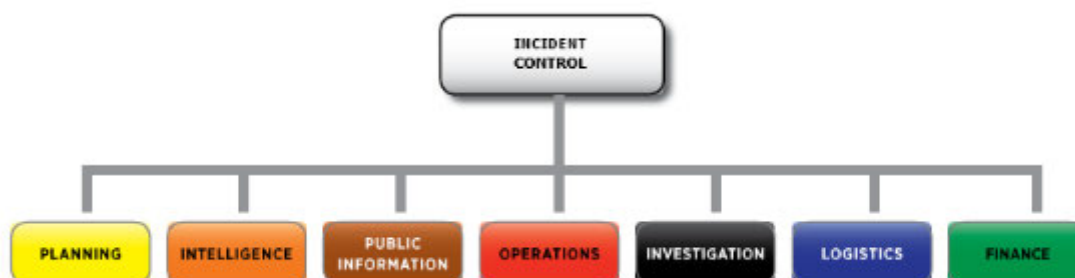 INCIDENT
CONTROL
PLANNING
INTELLIGENCE
PUBLIC
INFORMATION
OPERATIONS
INVESTIGATION
LOGISTICS
FINANCE